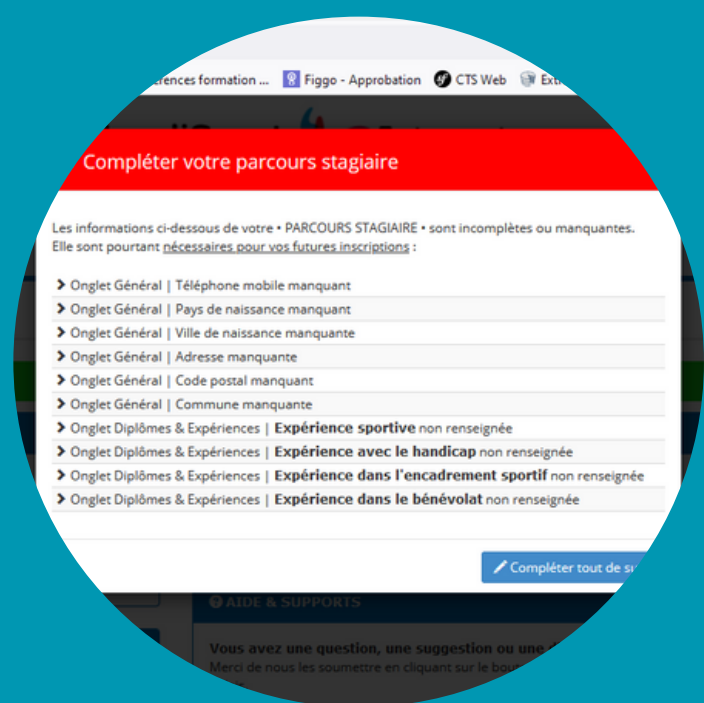 formation ... Figgo - Approbation CTS Web
Compléter votre parcours stagiaire
Les informations ci-dessous de votre • PARCOURS STAGIAIRE • sont incomplètes ou manquantes.
Elle sont pourtant nécessaires pour vos futures inscriptions :
Onglet Général | Téléphone mobile manquant
Onglet Général | Pays de naissance manquant
Onglet Général | Ville de naissance manquante
Onglet Général | Adresse manquante
Onglet Général | Code postal manquant
Onglet Général | Commune manquante
Onglet Diplômes & Expériences | Expérience sportive non renseignée
Onglet Diplômes & Expériences | Expérience avec le handicap non renseignée
Onglet Diplômes & Expériences | Expérience dans l'encadrement sportif non renseignée
Onglet Diplômes & Expériences | Expérience dans le bénévolat non renseignée
Compléter tout de
AIDE & SUPPORTS
Vous avez une question, une suggestion ou une
Merci de nous les soumettre en cliquant sur le